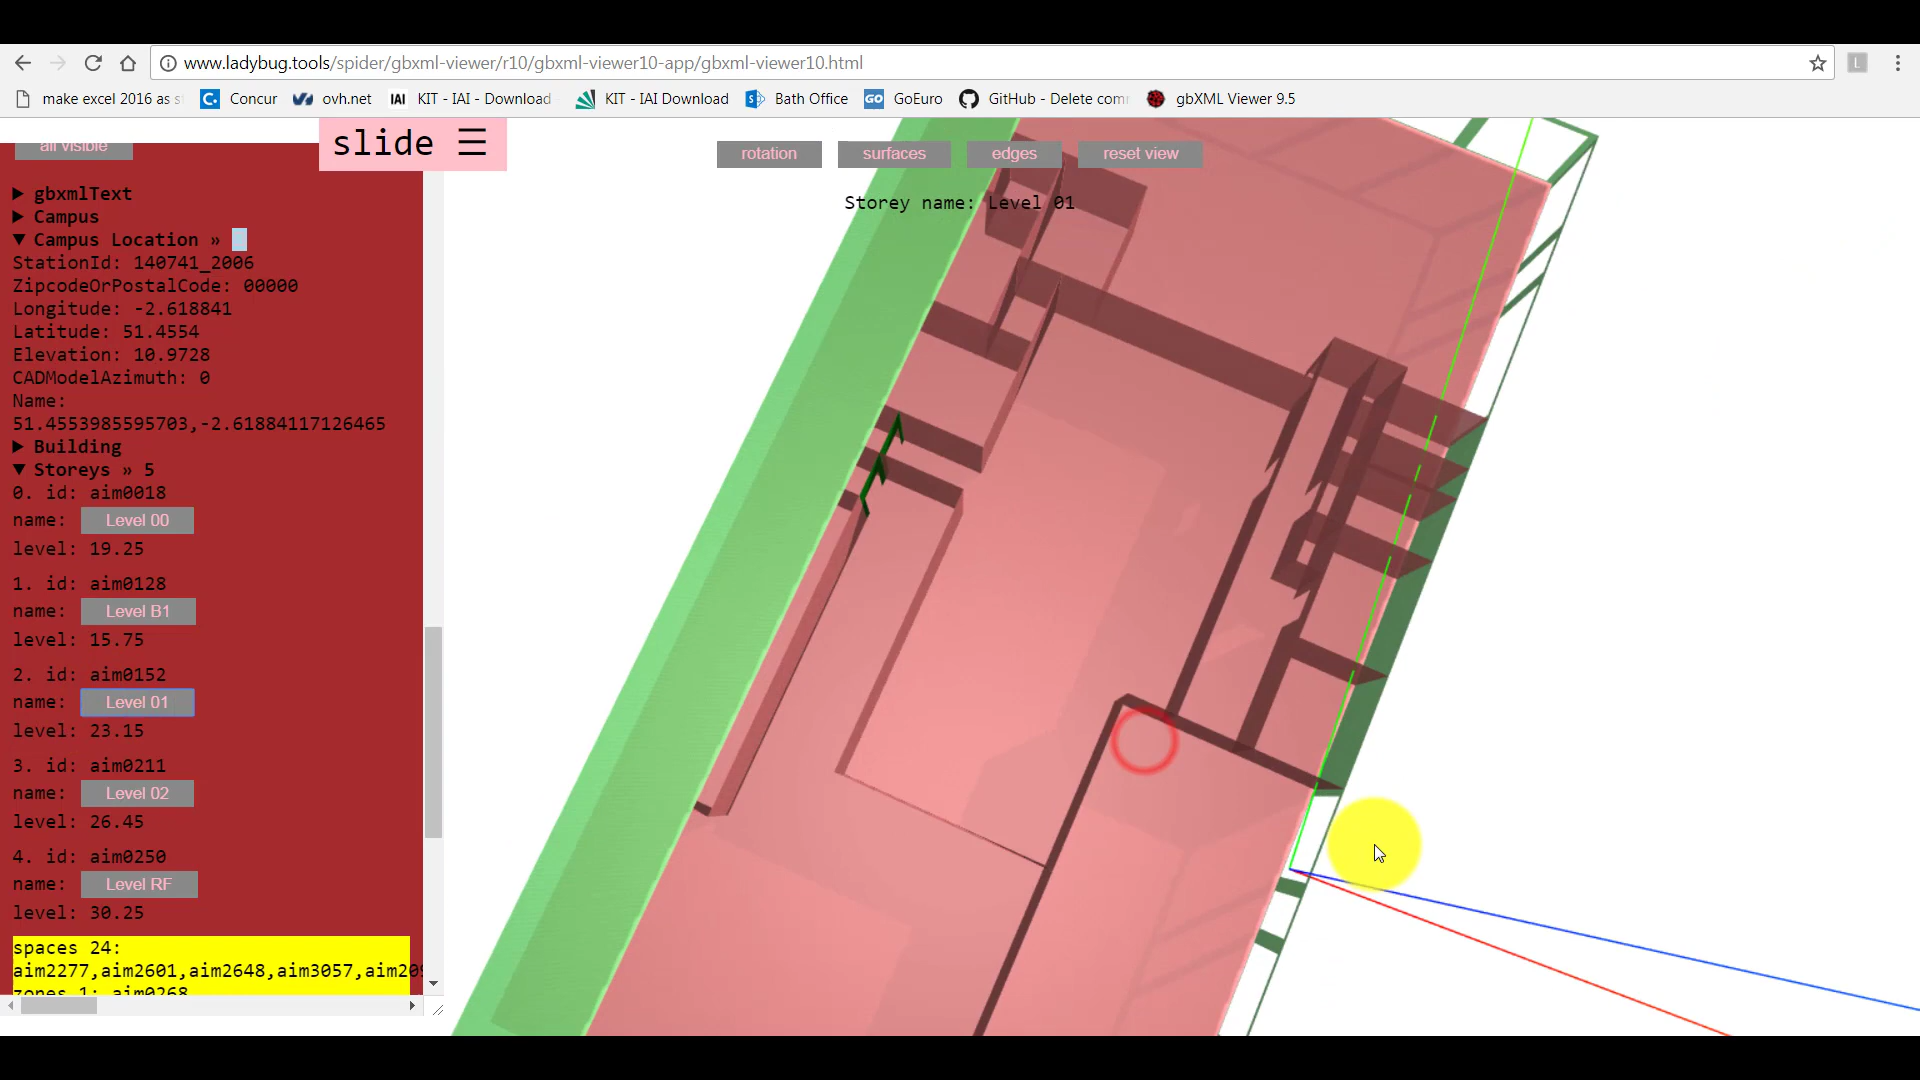 www.ladybug.tools/spider/gbxml-viewer/r10/gbxml-viewer10-app/gbxml-viewer10.html
L
make excel 2016 as
Concur
ovh.net
IAI KIT - IAI - Download
KIT - IAI Download
Bath Office
GO GoEuro
GitHub - Delete com
gbXML Viewer 9.5
slide ☰
rotation
surfaces
edges
reset view
Storey name: Level 01
all visible
▶ gbxmlText
▶ Campus
▼ Campus Location »
StationId: 140741_2006
ZipcodeOrPostalCode: 00000
Longitude: -2.618841
Latitude: 51.4554
Elevation: 10.9728
CADModelAzimuth: 0
Name:
51.4553985595703,-2.61884117126465
▶ Building
▼ Storeys » 5
0. id: aim0018
name: Level 00
level: 19.25
1. id: aim0128
name: Level B1
level: 15.75
2. id: aim0152
name: Level 01
level: 23.15
3. id: aim0211
name: Level 02
level: 26.45
4. id: aim0250
name: Level RF
level: 30.25
spaces 24:
aim2277,aim2601,aim2648,aim3057,aim209
zones 1: aim0268